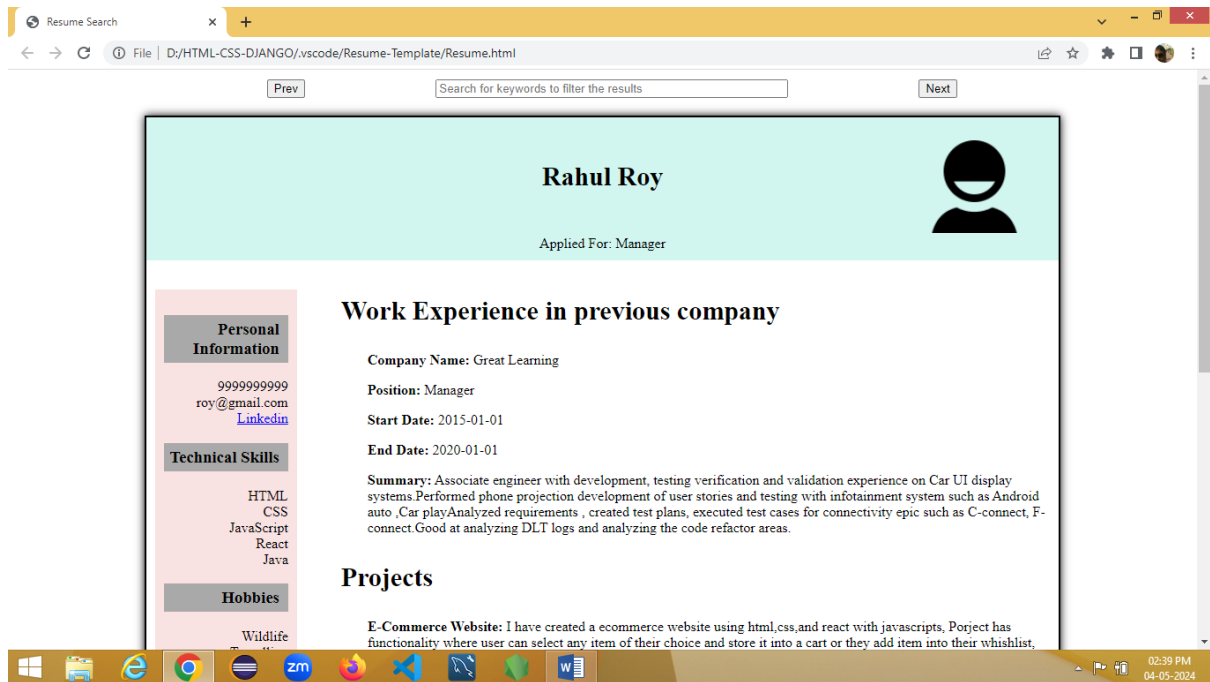 Resume Search
File
D:/HTML-CSS-DJANGO/.vscode/Resume-Template/Resume.html
Prev
Search for keywords to filter the results
Next
Rahul Roy
Applied For: Manager
Personal
Information
9999999999
roy@gmail.com
Linkedin
Technical Skills
HTML
CSS
JavaScript
React
Java
Hobbies
Wildlife
Work Experience in previous company
Company Name: Great Learning
Position: Manager
Start Date: 2015-01-01
End Date: 2020-01-01
Summary: Associate engineer with development, testing verification and validation experience on Car UI display
systems.Performed phone projection development of user stories and testing with infotainment system such as Android
auto ,Car playAnalyzed requirements , created test plans, executed test cases for connectivity epic such as C-connect, F-
connect.Good at analyzing DLT logs and analyzing the code refactor areas.
Projects
E-Commerce Website: I have created a ecommerce website using html,css,and react with javascripts, Porject has
functionality where user can select any item of their choice and store it into a cart or they add item into their whishlist,
zm
W
02:39 PM
04-05-2024